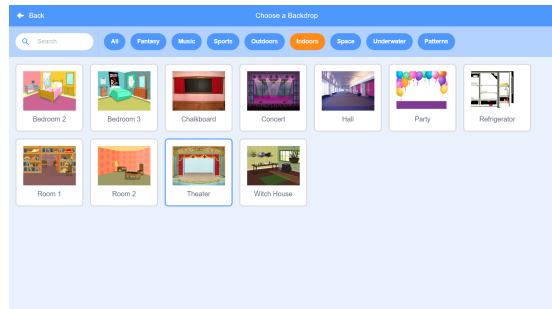 Back
Choose a Backdrop
Search
All
Fantasy
Music
Sports
Outdoors
Indoors
Space
Underwater
Patterns
Bedroom 2
Bedroom 3
Chalkboard
Concert
Hall
Party
Refrigerator
Room 1
Room 2
Theater
Witch House